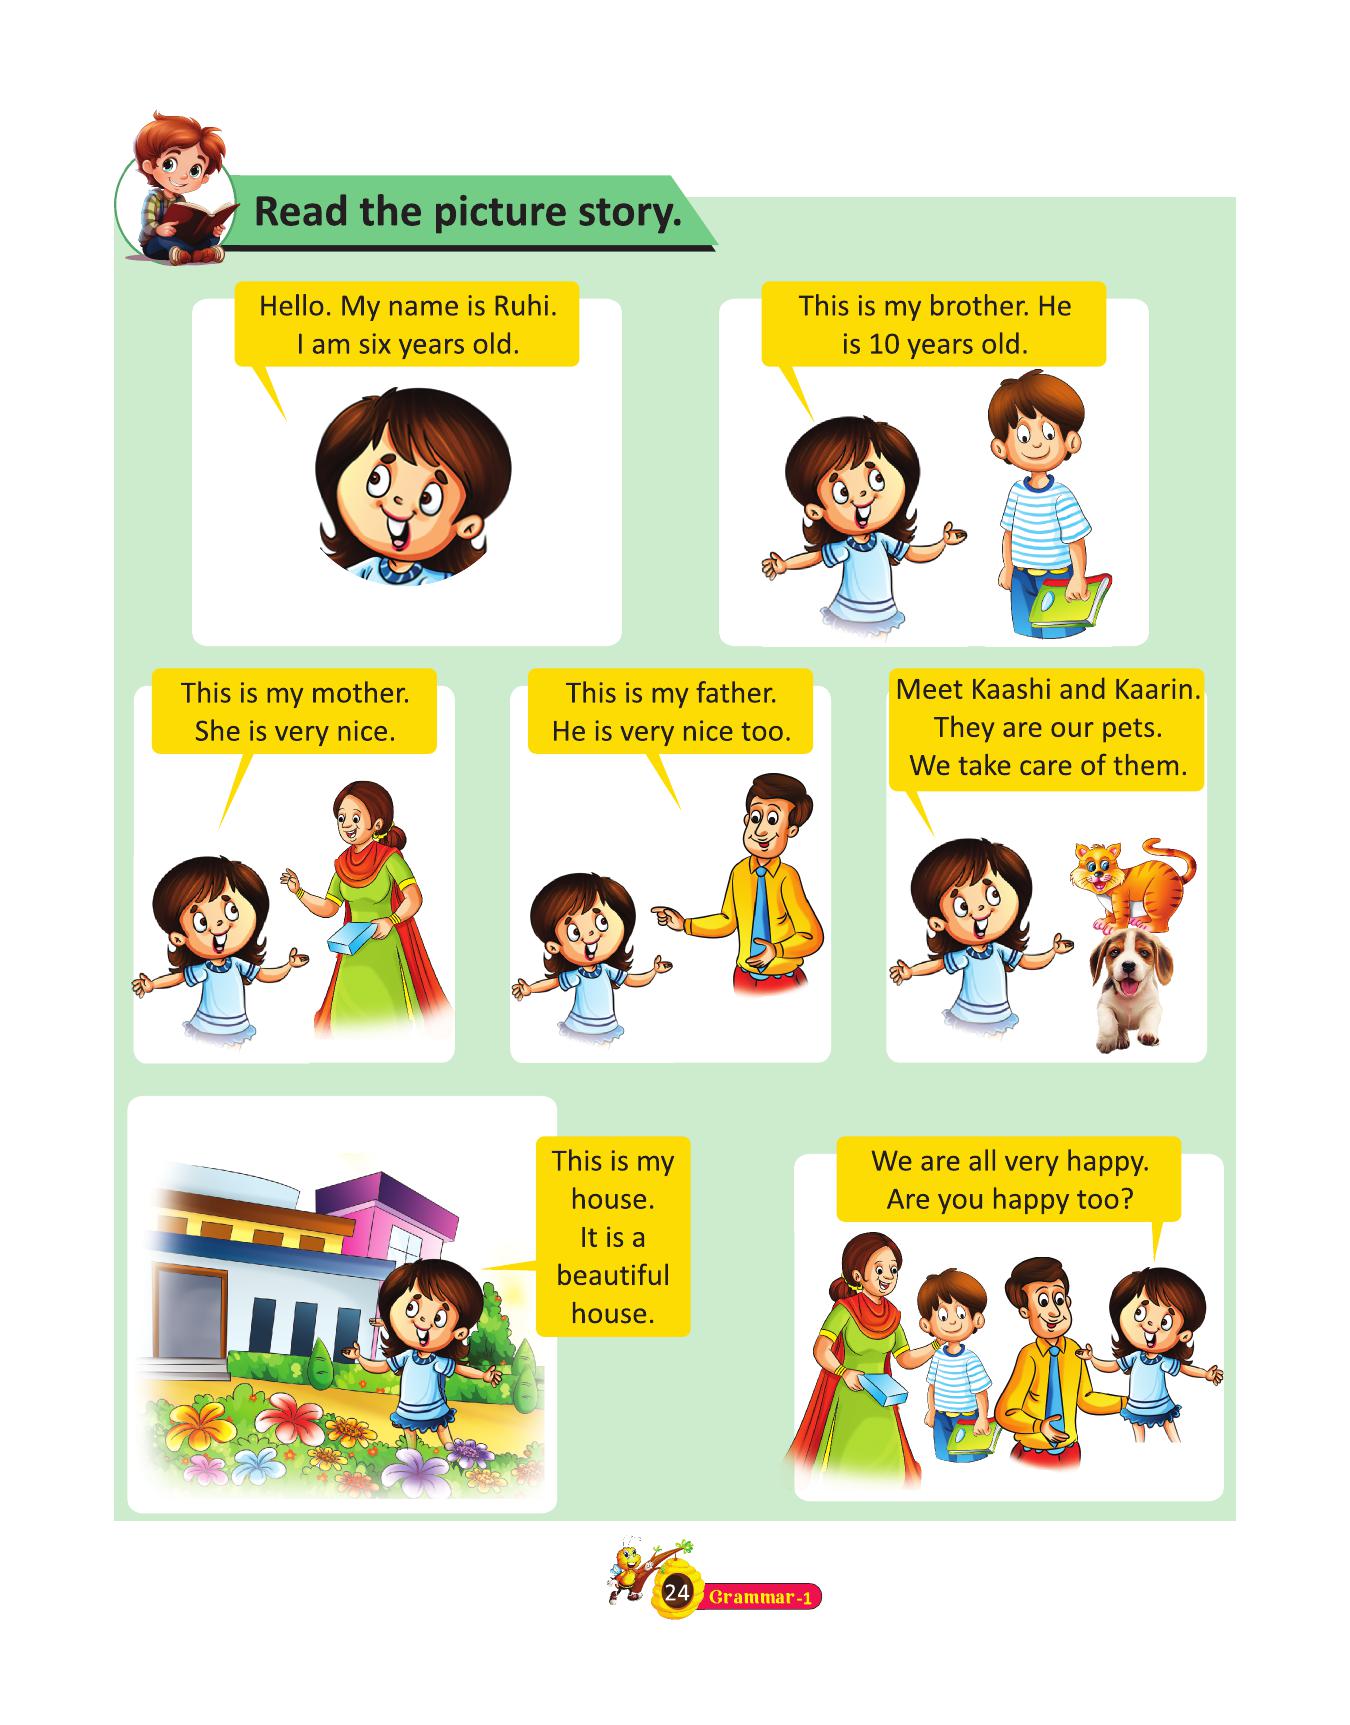 Read the picture story.
Hello. My name is Ruhi.
I am six years old.
This is my brother. He
is 10 years old.
This is my mother.
She is very nice.
This is my father.
He is very nice too.
Meet Kaashi and Kaarin.
They are our pets.
We take care of them.
This is my
house.
It is a
beautiful
house.
We are all very happy.
Are you happy too?
24
Grammar-1